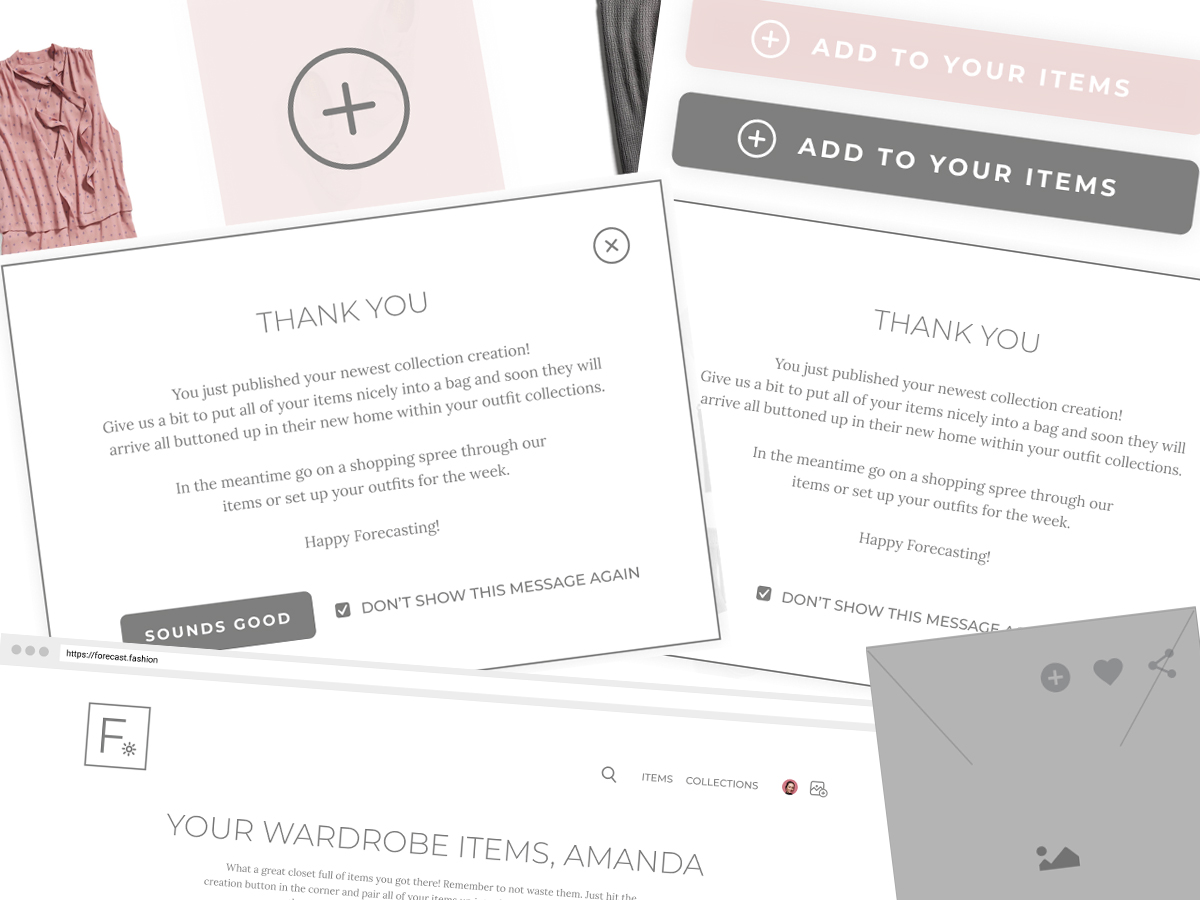 ADD TO YOUR ITEMS
ADD TO YOUR ITEMS
THANK YOU
You just published your newest collection creation!
Give us a bit to put all of your items nicely into a bag and soon they will
arrive all buttoned up in their new home within your outfit collections.
In the meantime go on a shopping spree through our
items or set up your outfits for the week.
Happy Forecasting!
SOUNDS GOOD
DON'T SHOW THIS MESSAGE AGAIN
THANK YOU
You just published your newest collection creation!
Give us a bit to put all of your items nicely into a bag and soon they will
arrive all buttoned up in their new home within your outfit collections.
In the meantime go on a shopping spree through our
items or set up your outfits for the week.
Happy Forecasting!
DON'T SHOW THIS MESSAGE
https://forecast.fashion
F
ITEMS COLLECTIONS
YOUR WARDROBE ITEMS, AMANDA
What a great closet full of items you got there! Remember to not waste them. Just hit the
creation button in the corner and pair all of your items